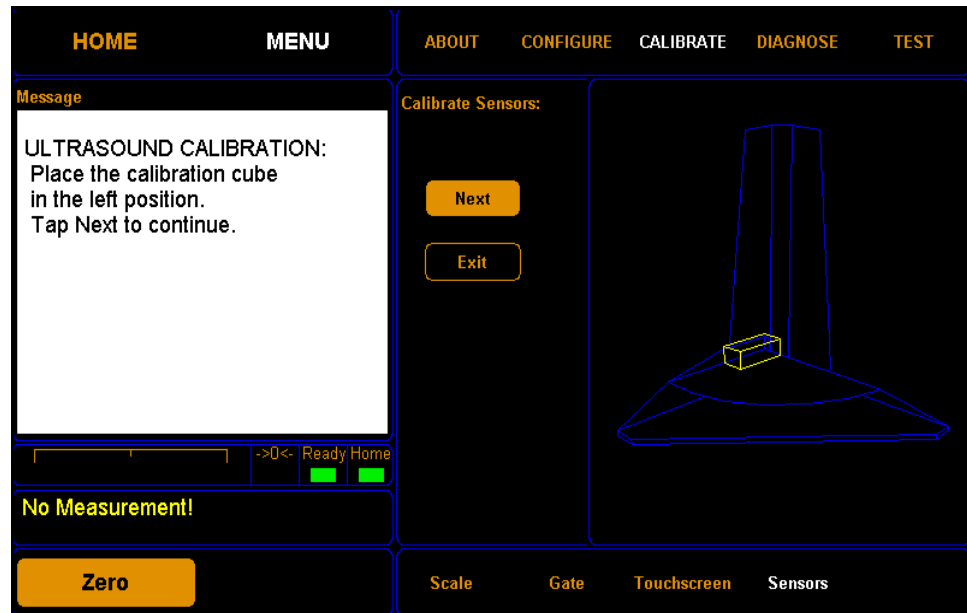 HOME MENU
ABOUT CONFIGURE CALIBRATE DIAGNOSE TEST
Message
ULTRASOUND CALIBRATION:
Place the calibration cube
in the left position.
Tap Next to continue.
Calibrate Sensors:
Next
Exit
->0<- Ready Home
No Measurement!
Zero
Scale Gate Touchscreen Sensors